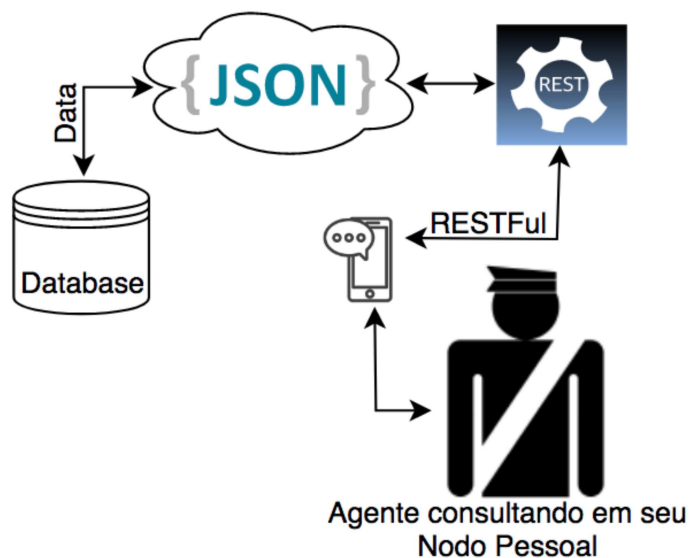 {JSON}
REST
Data
RESTFul
Database
Agente consultando em seu
Nodo Pessoal